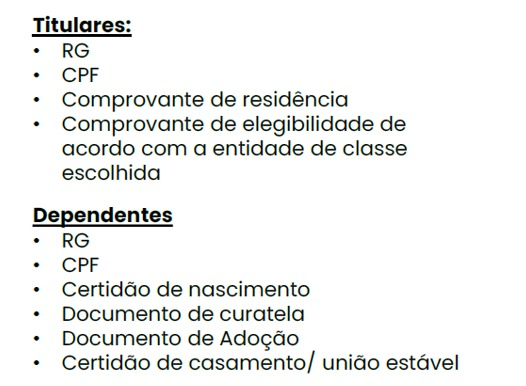 Titulares:
• RG
• CPF
• Comprovante de residência
• Comprovante de elegibilidade de
acordo com a entidade de classe
escolhida
Dependentes
• RG
• CPF
• Certidão de nascimento
• Documento de curatela
• Documento de Adoção
• Certidão de casamento/ união estável